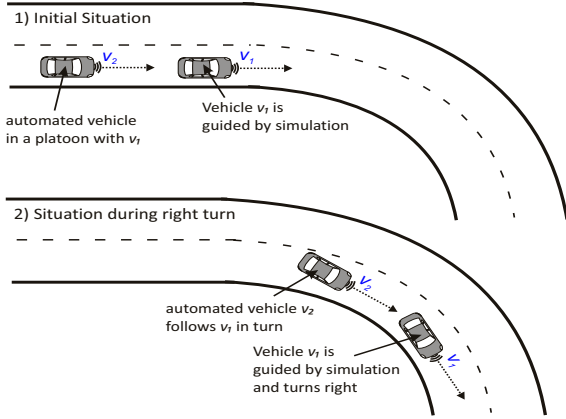 1) Initial Situation
v₂
v₁
Vehicle v₁ is
guided by simulation
automated vehicle
in a platoon with v₁
2) Situation during right turn
v₂
automated vehicle v₂
follows v₁ in turn
v₁
Vehicle v₁ is
guided by simulation
and turns right